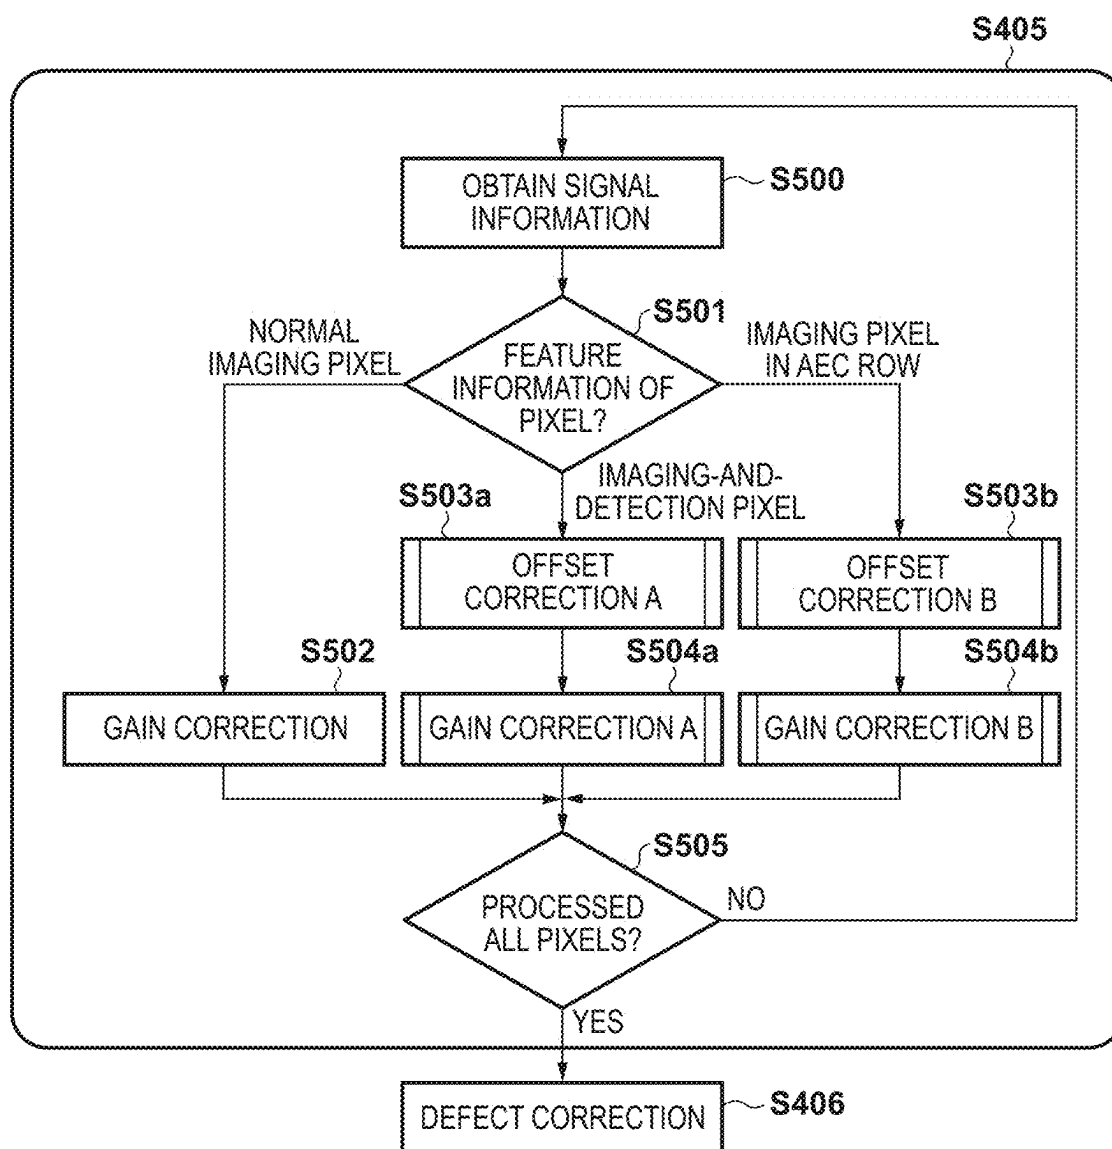 S405
OBTAIN SIGNAL
INFORMATION
S500
S501
NORMAL
IMAGING PIXEL
FEATURE
INFORMATION OF
PIXEL?
IMAGING PIXEL
IN AEC ROW
IMAGING-AND-
DETECTION PIXEL
S503a
S503b
OFFSET
CORRECTION A
OFFSET
CORRECTION B
S502
S504a
S504b
GAIN CORRECTION
GAIN CORRECTION A
GAIN CORRECTION B
S505
PROCESSED
ALL PIXELS?
NO
YES
DEFECT CORRECTION
S406